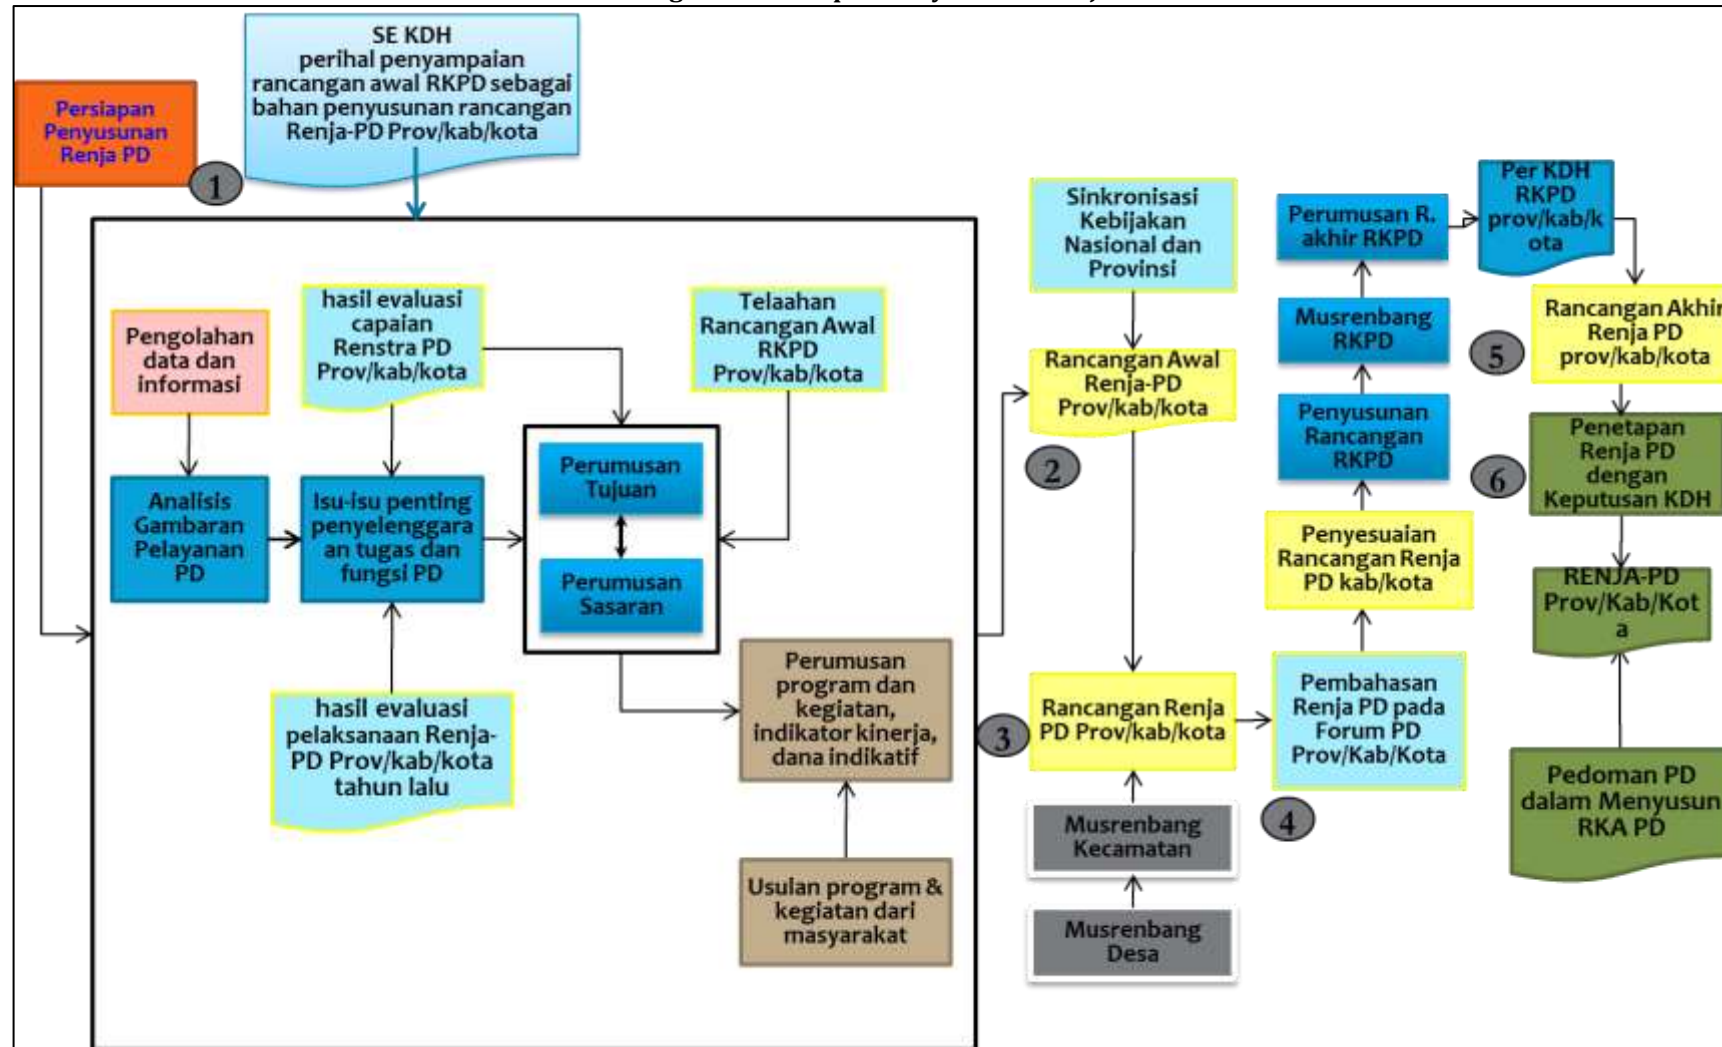 SE KDH
perihal penyampaian
rancangan awal RKPD sebagai
bahan penyusunan rancangan
Renja-PD Prov/kab/kota
Persiapan
Penyusunan
Renja PD
1
Pengolahan
data dan
informasi
hasil evaluasi
capaian
Renstra PD
Prov/kab/kota
Telaahan
Rancangan Awal
RKPD
Prov/kab/kota
Analisis
Gambaran
Pelayanan
PD
Isu-isu penting
penyelenggara
an tugas dan
fungsi PD
Perumusan
Tujuan
Perumusan
Sasaran
hasil evaluasi
pelaksanaan Renja-
PD Prov/kab/kota
tahun lalu
Perumusan
program dan
kegiatan,
indikator kinerja,
dana indikatif
Usulan program &
kegiatan dari
masyarakat
Sinkronisasi
Kebijakan
Nasional dan
Provinsi
Rancangan Awal
Renja-PD
Prov/kab/kota
2
Rancangan Renja
PD Prov/kab/kota
3
Musrenbang
Kecamatan
Musrenbang
Desa
Pembahasan
Renja PD pada
Forum PD
Prov/Kab/Kota
4
Penyesuaian
Rancangan Renja
PD kab/kota
Penyusunan
Rancangan
RKPD
Musrenbang
RKPD
Perumusan R.
akhir RKPD
Per KDH
RKPD
prov/kab/k
ota
Rancangan Akhir
Renja PD
prov/kab/kota
5
Penetapan
Renja PD
dengan
Keputusan KDH
6
RENJA-PD
Prov/Kab/Kot
a
Pedoman PD
dalam Menyusun
RKA PD